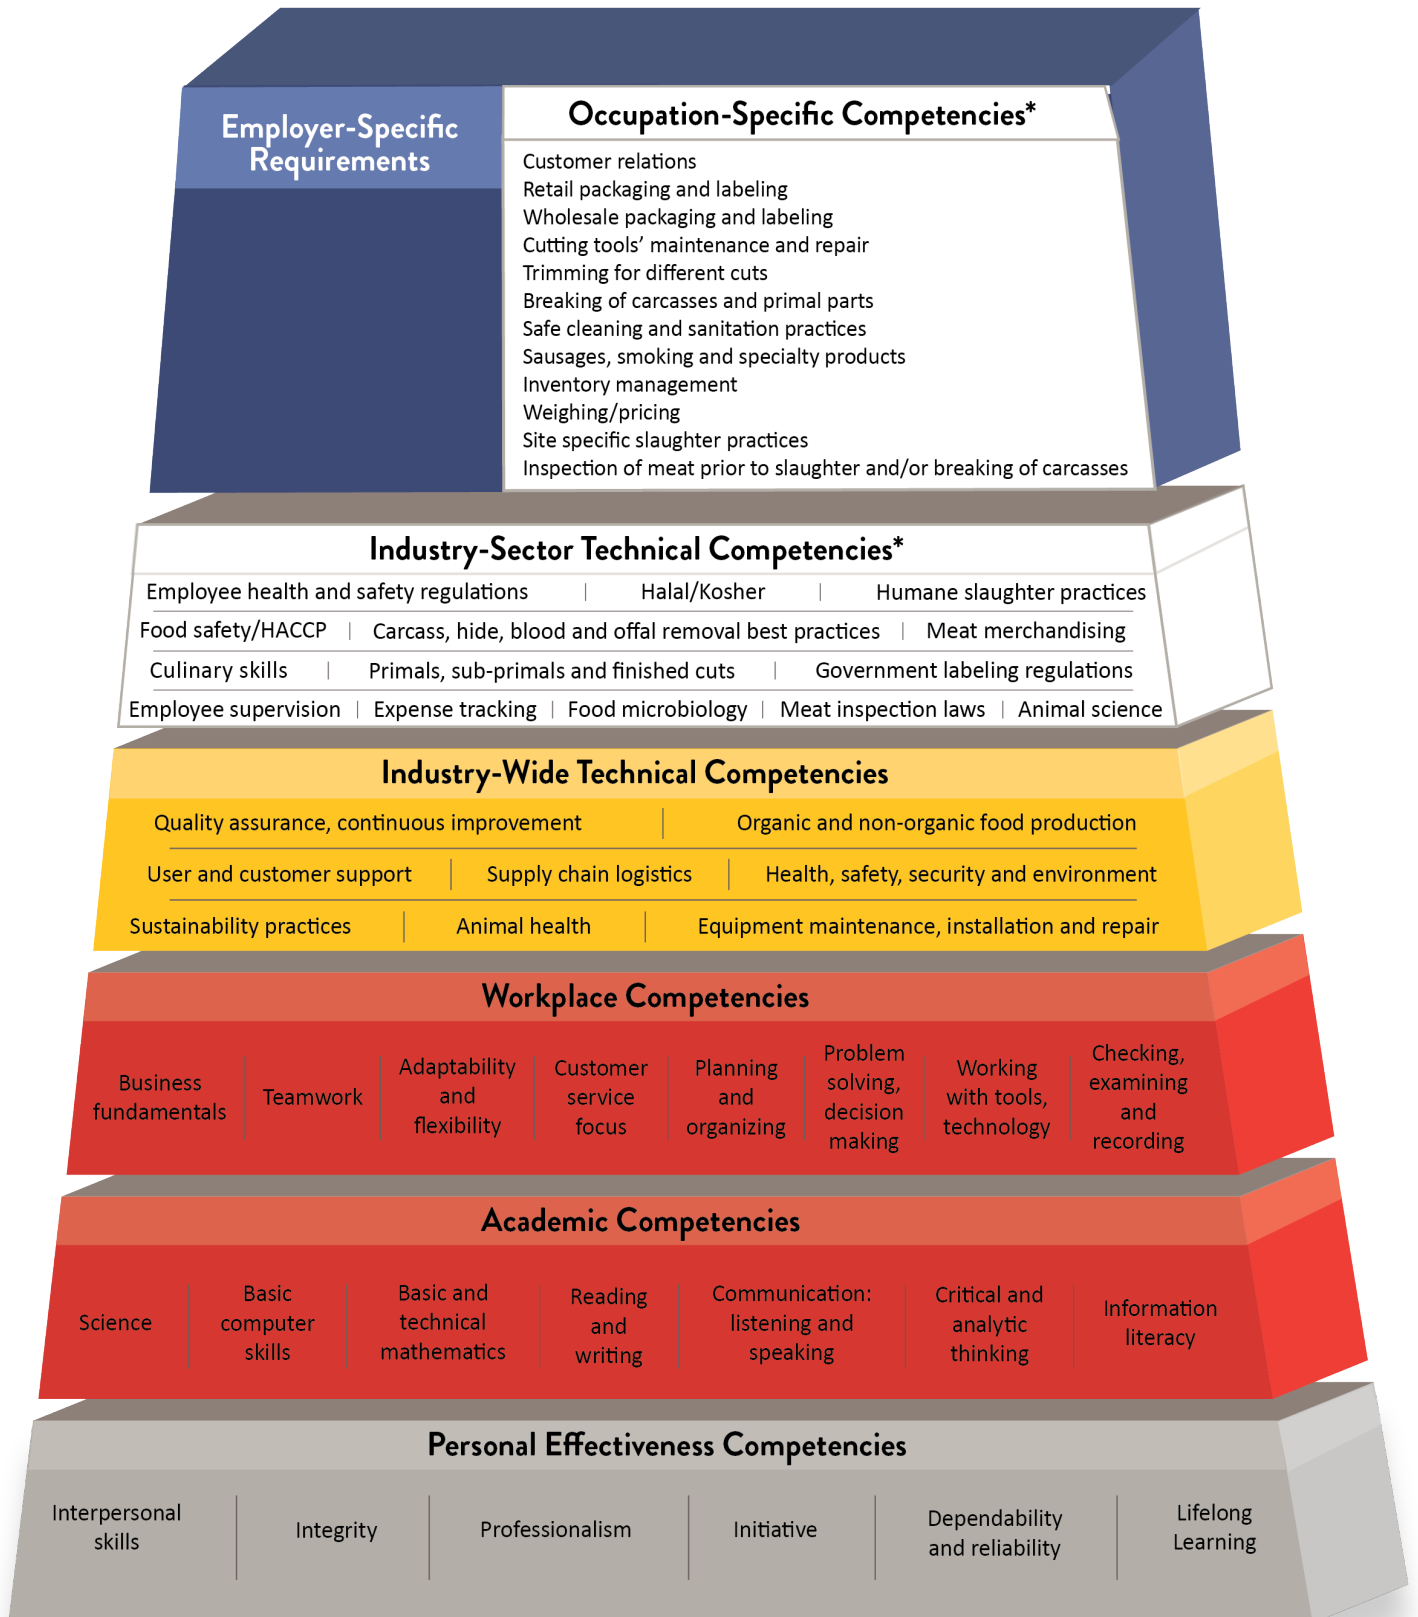 Employer-Specific
Requirements
Occupation-Specific Competencies*
Customer relations
Retail packaging and labeling
Wholesale packaging and labeling
Cutting tools’ maintenance and repair
Trimming for different cuts
Breaking of carcasses and primal parts
Safe cleaning and sanitation practices
Sausages, smoking and specialty products
Inventory management
Weighing/pricing
Site specific slaughter practices
Inspection of meat prior to slaughter and/or breaking of carcasses
Industry-Sector Technical Competencies*
Employee health and safety regulations | Halal/Kosher | Humane slaughter practices
Food safety/HACCP | Carcass, hide, blood and offal removal best practices | Meat merchandising
Culinary skills | Primals, sub-primals and finished cuts | Government labeling regulations
Employee supervision | Expense tracking | Food microbiology | Meat inspection laws | Animal science
Industry-Wide Technical Competencies
Quality assurance, continuous improvement | Organic and non-organic food production
User and customer support | Supply chain logistics | Health, safety, security and environment
Sustainability practices | Animal health | Equipment maintenance, installation and repair
Workplace Competencies
Business
fundamentals
Teamwork
Adaptability
and
flexibility
Customer
service
focus
Planning
and
organizing
Problem
solving,
decision
making
Working
with tools,
technology
Checking,
examining
and
recording
Academic Competencies
Science
Basic
computer
skills
Basic and
technical
mathematics
Reading
and
writing
Communication:
listening and
speaking
Critical and
analytic
thinking
Information
literacy
Personal Effectiveness Competencies
Interpersonal
skills
Integrity
Professionalism
Initiative
Dependability
and reliability
Lifelong
Learning